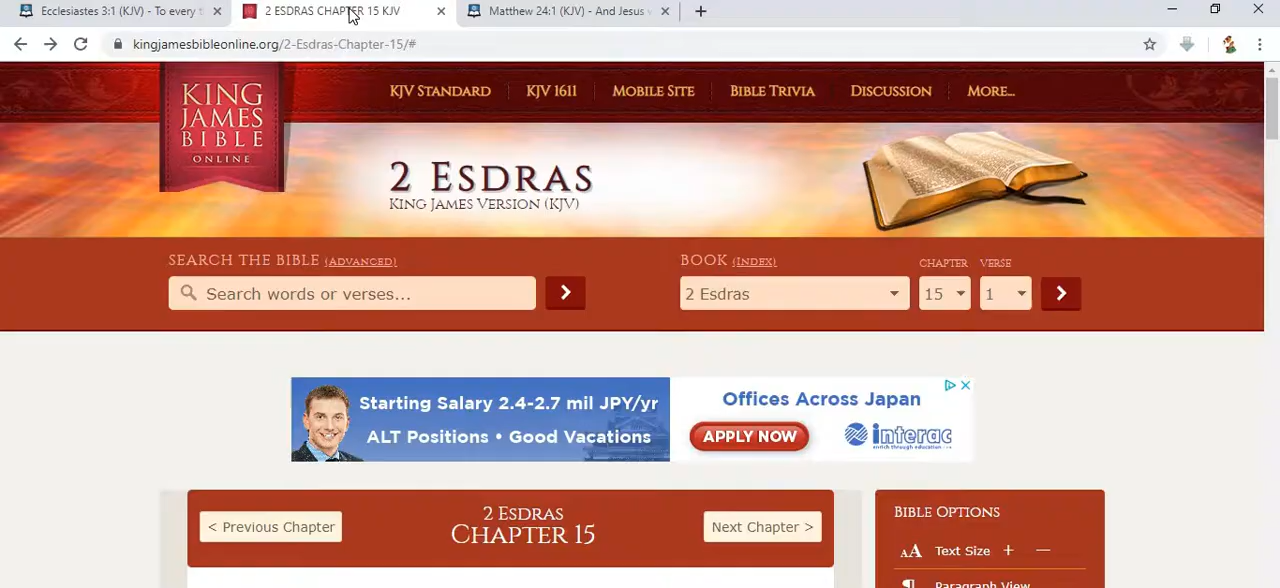 Ecclesiastes 3:1 (KJV) - To every
2 ESDRAS CHAPTER 15 KJV
Matthew 24:1 (KJV) - And Jesus
kingjamesbibleonline.org/2-Esdras-Chapter-15/#
KING
JAMES
BIBLE
ONLINE
KJV STANDARD
KJV 1611
MOBILE SITE
BIBLE TRIVIA
DISCUSSION
MORE...
2 ESDRAS
KING JAMES VERSION (KJV)
SEARCH THE BIBLE (ADVANCED)
Search words or verses...
BOOK (INDEX)
CHAPTER
VERSE
2 Esdras
15
1
Starting Salary 2.4-2.7 mil JPY/yr
ALT Positions • Good Vacations
Offices Across Japan
APPLY NOW
interac
enrich through education
< Previous Chapter
2 ESDRAS
CHAPTER 15
Next Chapter >
BIBLE OPTIONS
AA Text Size + —
Paragraph View